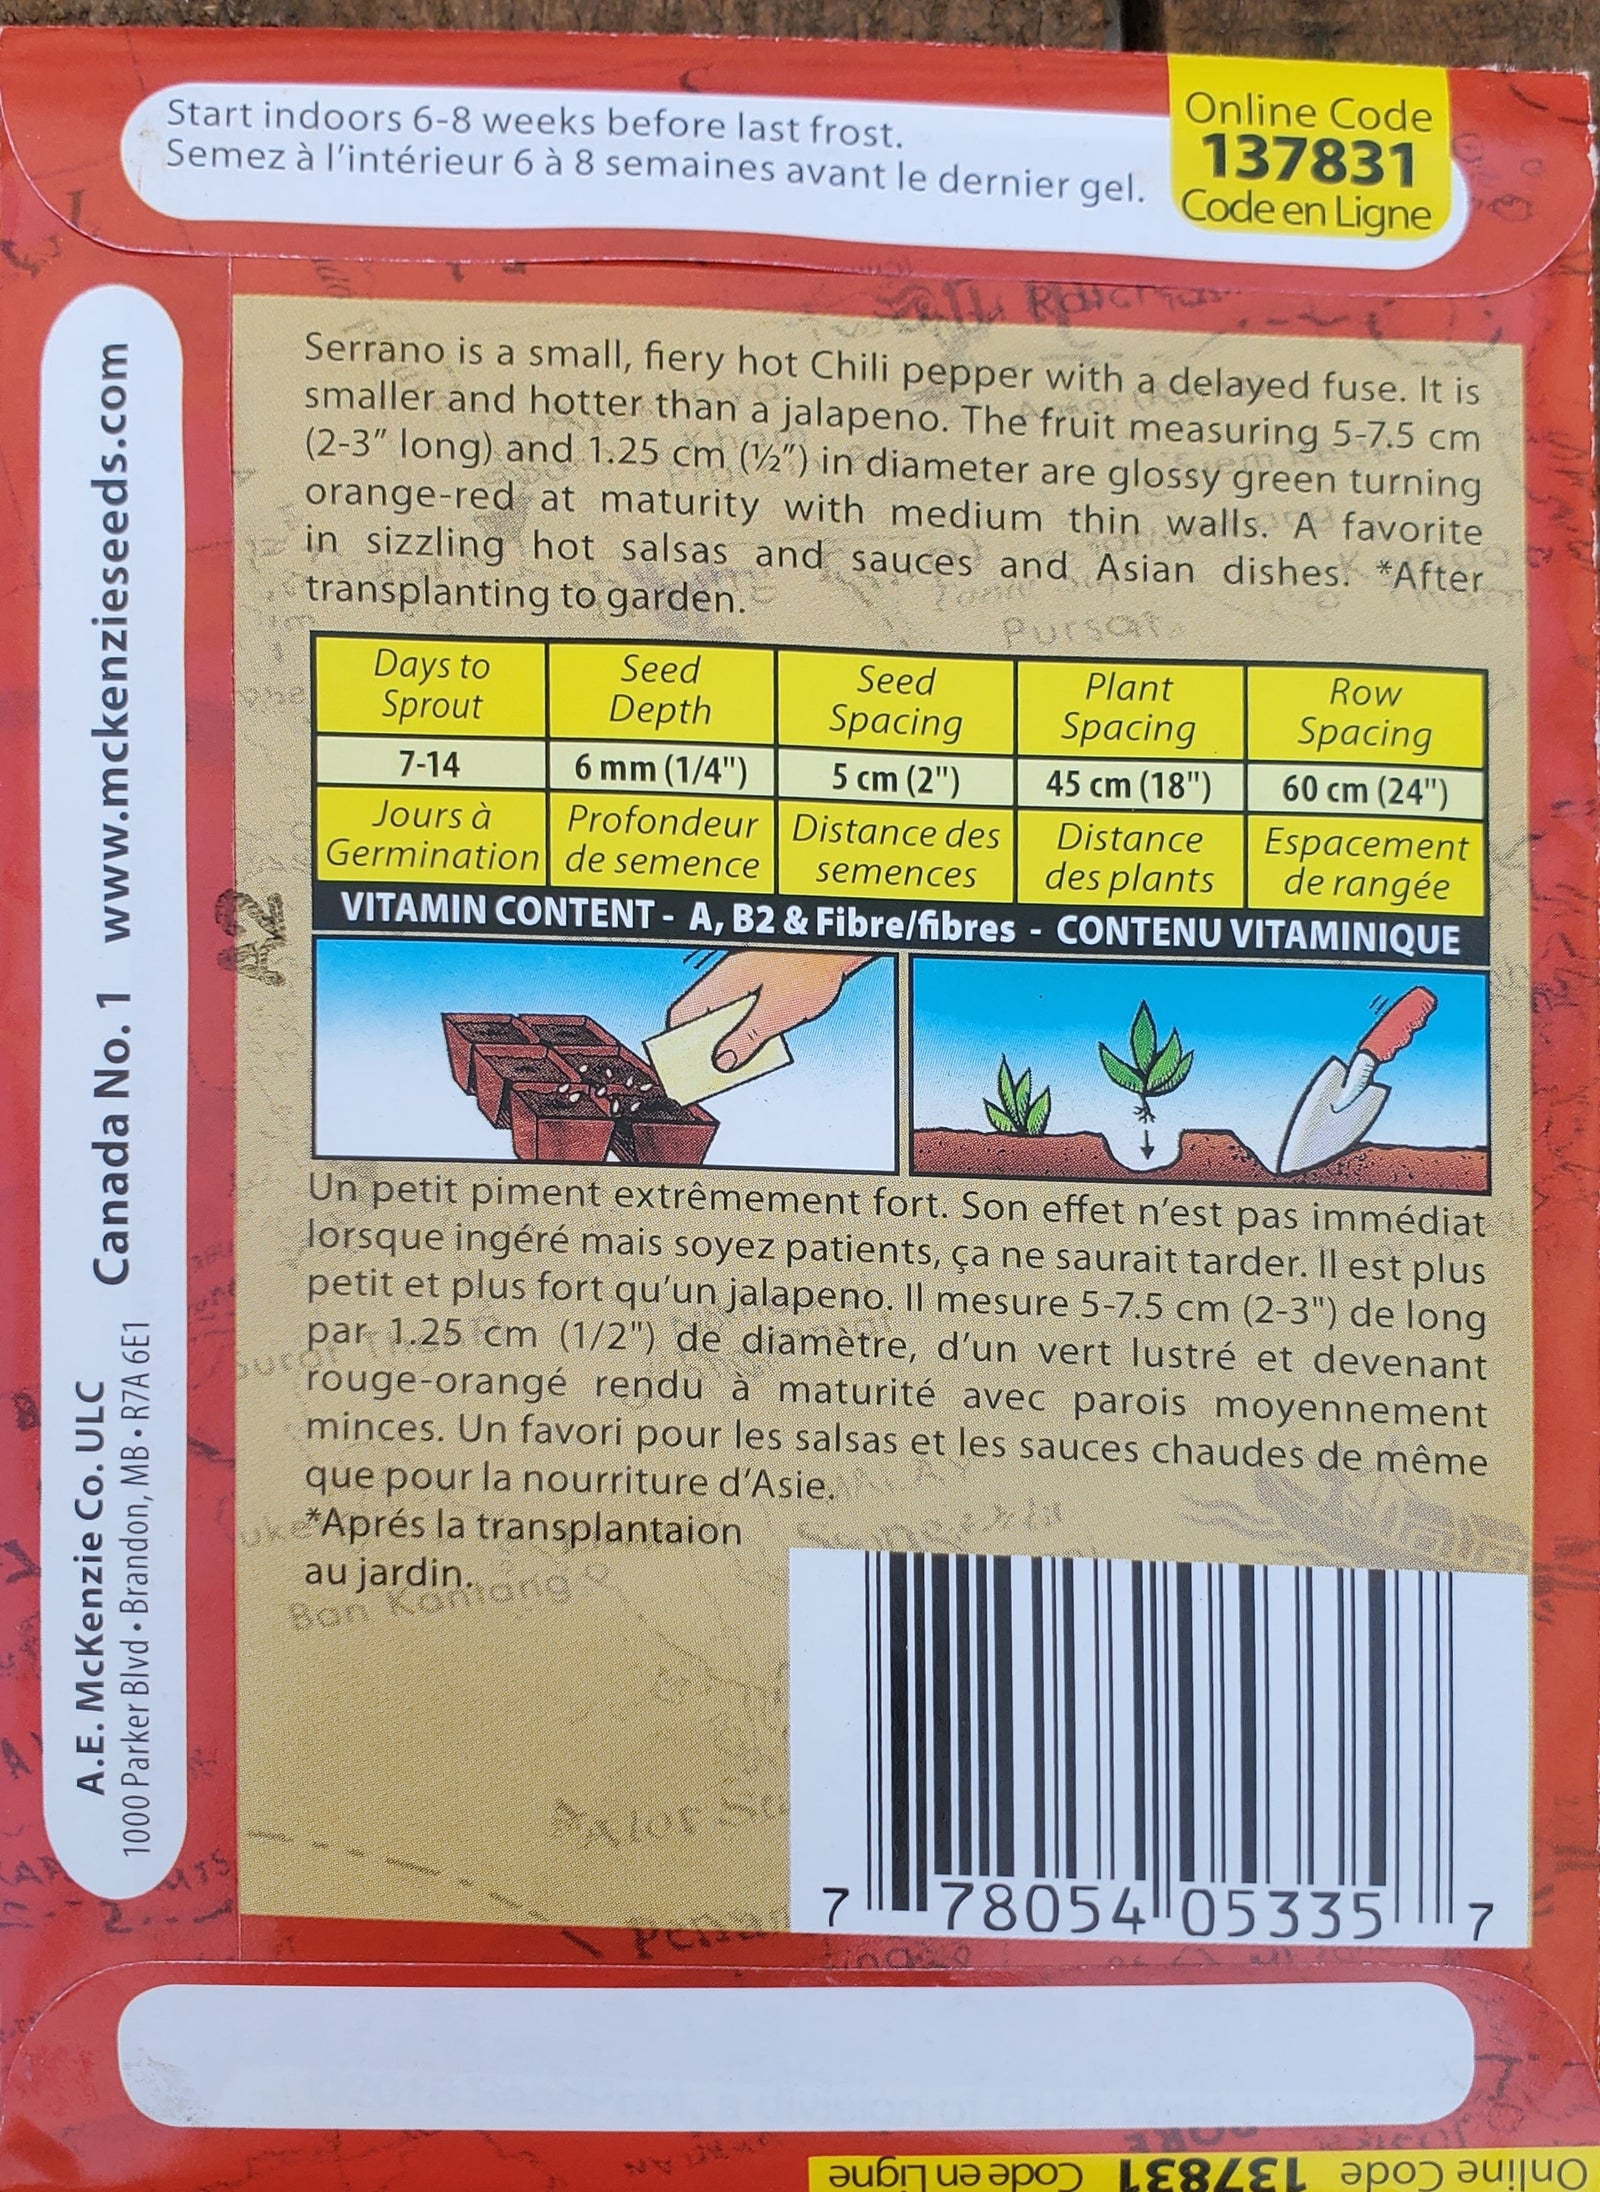 Start indoors 6-8 weeks before last frost.
Semez à l'intérieur 6 à 8 semaines avant le dernier gel.
Online Code
137831
Code en Ligne
A.E. McKenzie Co. ULC
1000 Parker Blvd • Brandon, MB • R7A 6E1
Canada No. 1 www.mckenzieseeds.com
Serrano is a small, fiery hot Chili pepper with a delayed fuse. It is
smaller and hotter than a jalapeno. The fruit measuring 5-7.5 cm
(2-3" long) and 1.25 cm (½") in diameter are glossy green turning
orange-red at maturity with medium thin walls. A favorite
in sizzling hot salsas and sauces and Asian dishes. *After
transplanting to garden.
Pursat
Days to Sprout
Seed Depth
Seed Spacing
Plant Spacing
Row Spacing
7-14
6 mm (1/4")
5 cm (2")
45 cm (18")
60 cm (24")
Jours à Germination
Profondeur de semence
Distance des semences
Distance des plants
Espacement de rangée
A2
VITAMIN CONTENT - A, B2 & Fibre/fibres - CONTENU VITAMINIQUE
Un petit piment extrêmement fort. Son effet n'est pas immédiat
lorsque ingéré mais soyez patients, ça ne saurait tarder. Il est plus
petit et plus fort qu'un jalapeno. Il mesure 5-7.5 cm (2-3") de long
par 1.25 cm (1/2") de diamètre, d'un vert lustré et devenant
rouge-orangé rendu à maturité avec parois moyennement
minces. Un favori pour les salsas et les sauces chaudes de même
que pour la nourriture d'Asie.
*Aprés la transplantaion
au jardin.
Ban Kamang
7 78054 05335 7
Online Code 137831 Code en Ligne